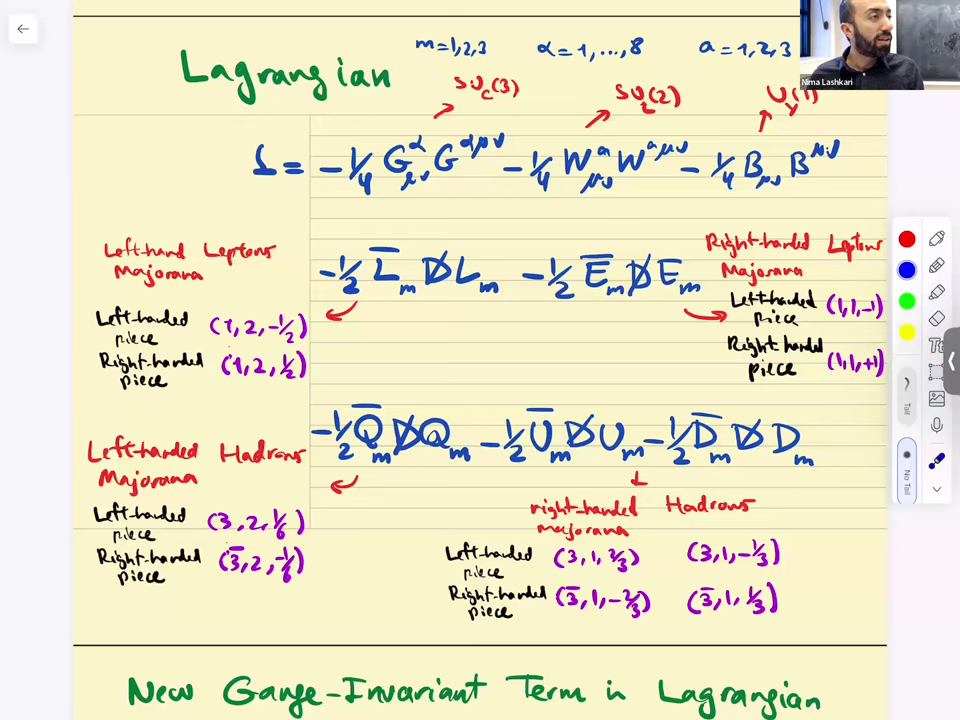 m=1,2,3   α=1,...,8   a=1,2,3
Nima Lashkari
Lagrangian
SU_c(3)   SU_L(2)   U_Y(1)
L = -1/4 G^α_μν G^αμν - 1/4 W^a_μν W^aμν - 1/4 B_μν B^μν
Left-hand Leptons
Majorana
Left-handed piece (1, 2, -1/2)
Right-handed piece (1, 2, 1/2)
-1/2 L̄_m D̸ L_m - 1/2 Ē_m D̸ E_m
Right-handed Leptons
Majorana
Left-handed piece (1,1,-1)
Right handed piece (1,1,+1)
-1/2 Q̄_m D̸ Q_m - 1/2 Ū_m D̸ U_m - 1/2 D̄_m D̸ D_m
Left-handed Hadrons
Majorana
Left-handed piece (3, 2, 1/6)
Right-handed piece (3̄, 2, -1/6)
right-handed Hadrons
majorana
Left-handed piece (3, 1, 2/3) (3, 1, -1/3)
Right-handed piece (3̄, 1, -2/3) (3̄, 1, 1/3)
New Gauge-Invariant Term in Lagrangian
Tail
No Tail